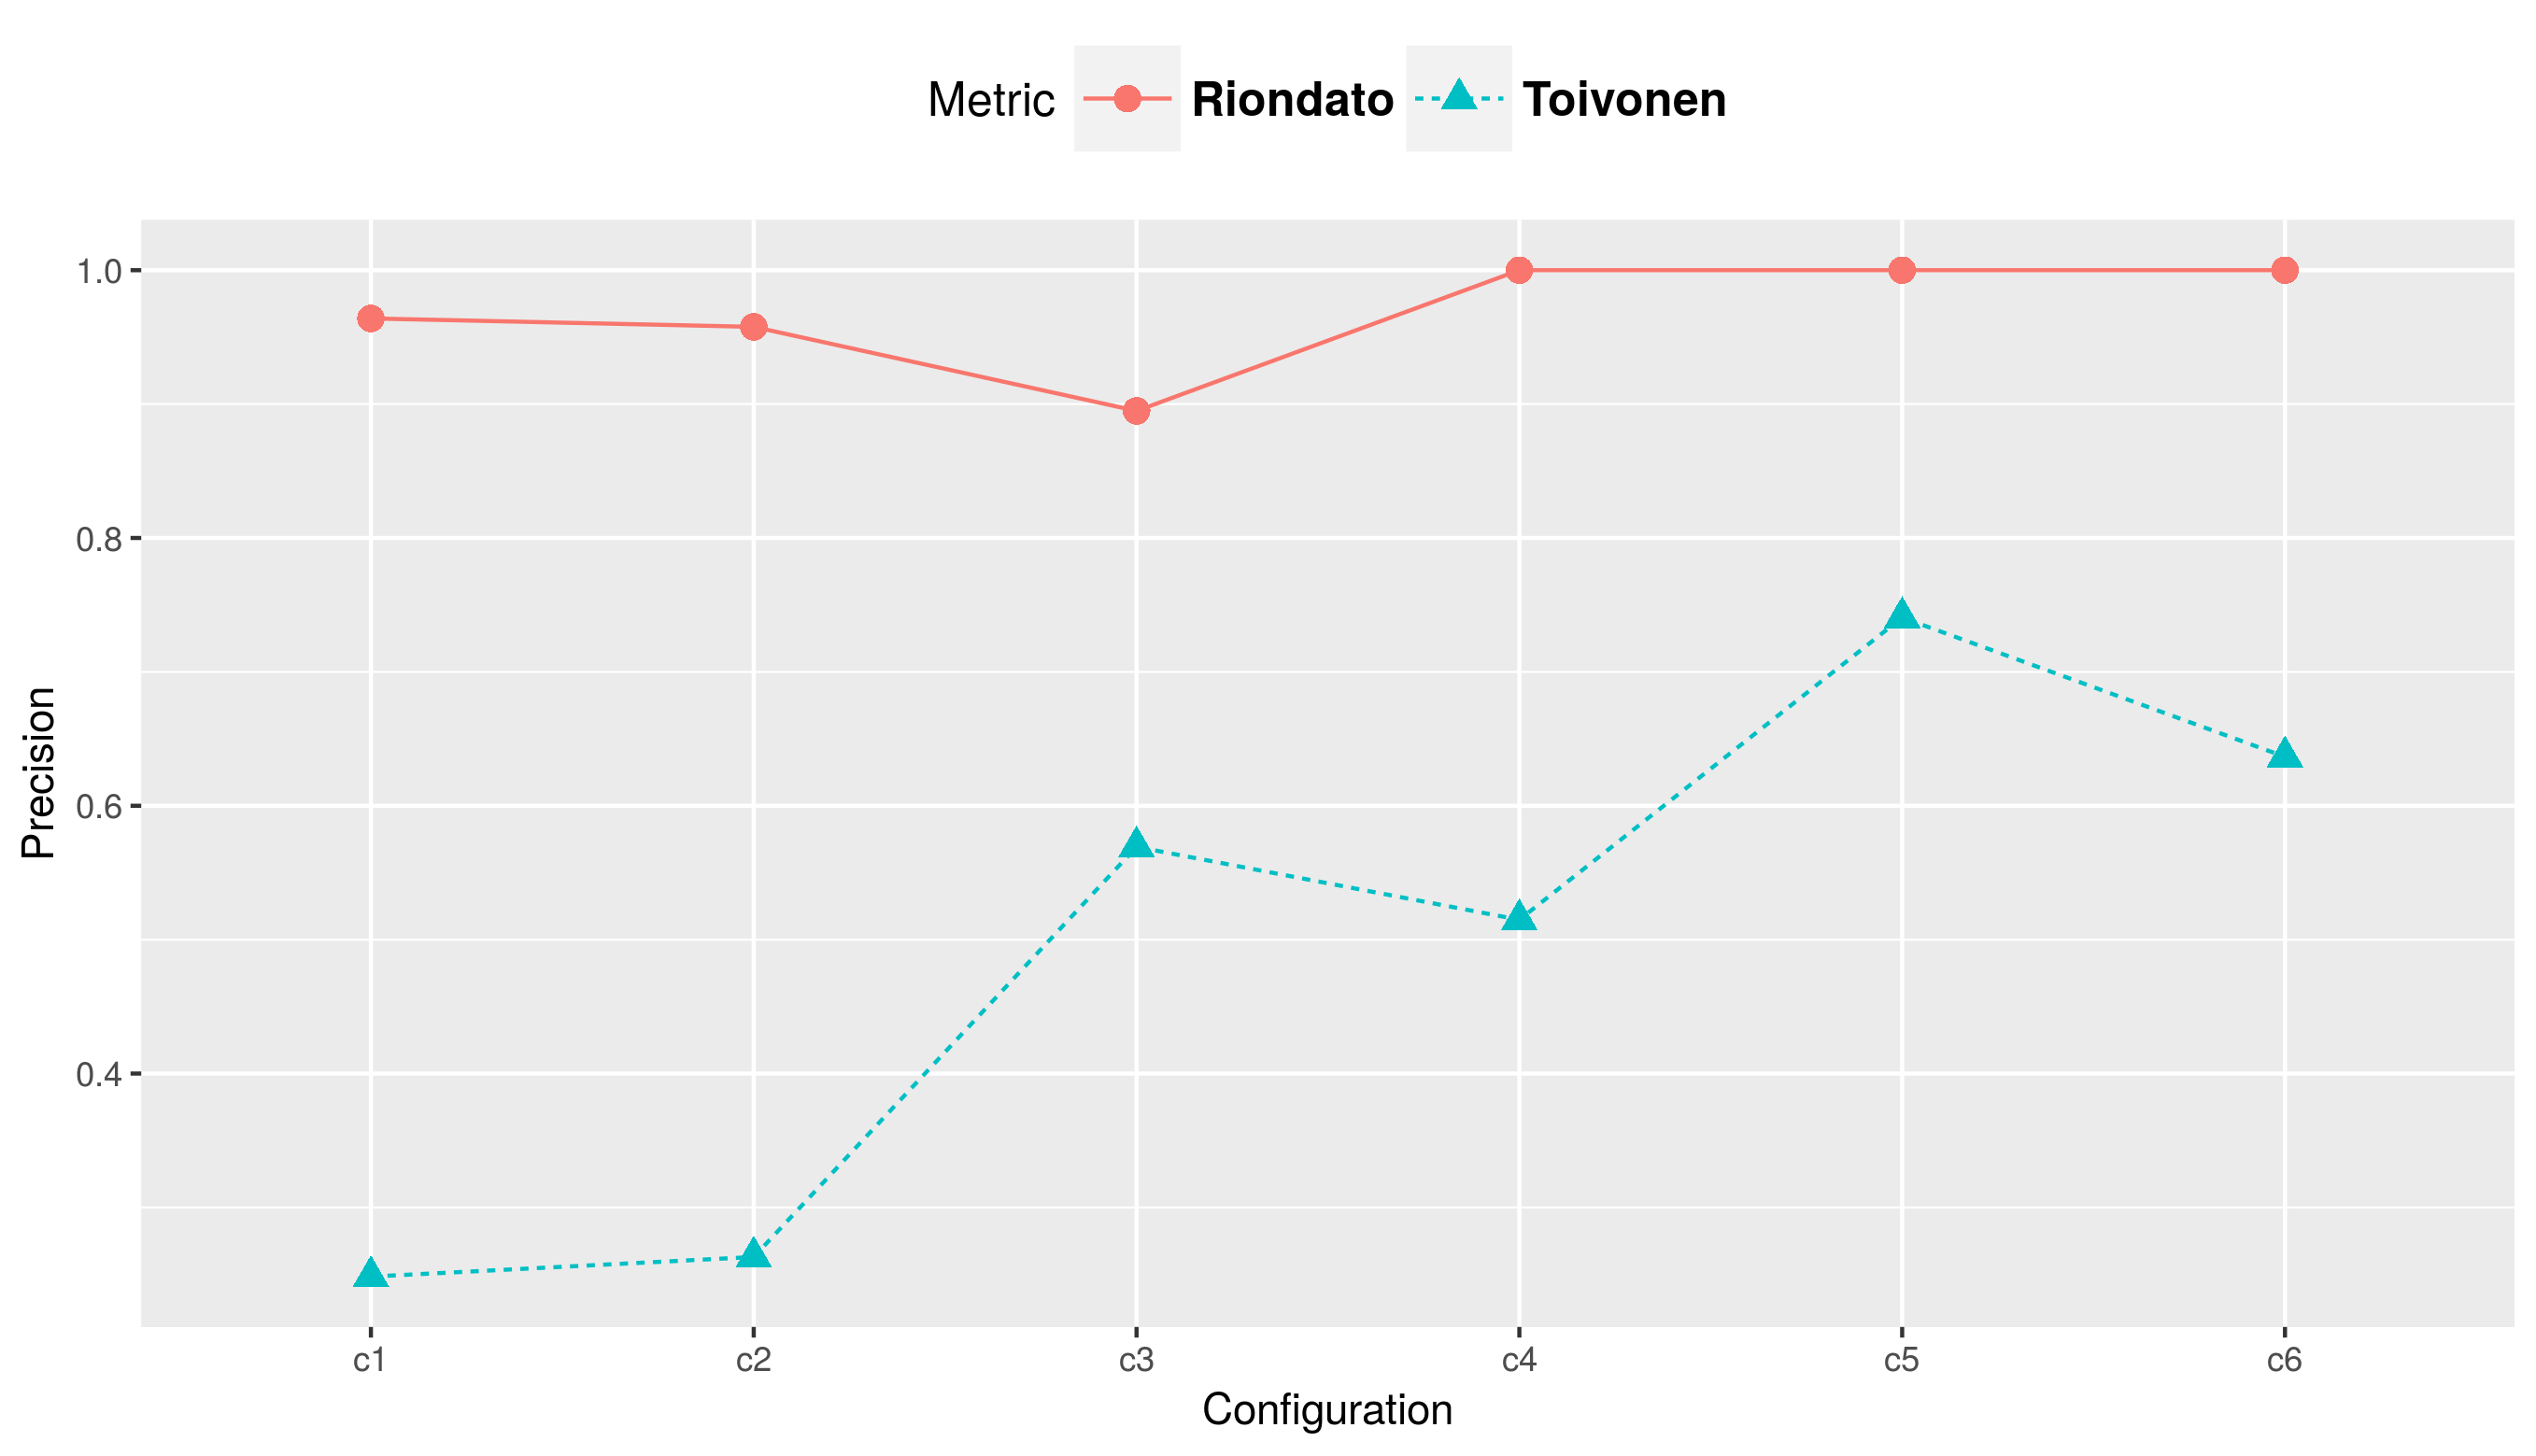 Metric Riondato Toivonen
1.0
0.8
0.6
0.4
Precision
c1 c2 c3 c4 c5 c6
Configuration